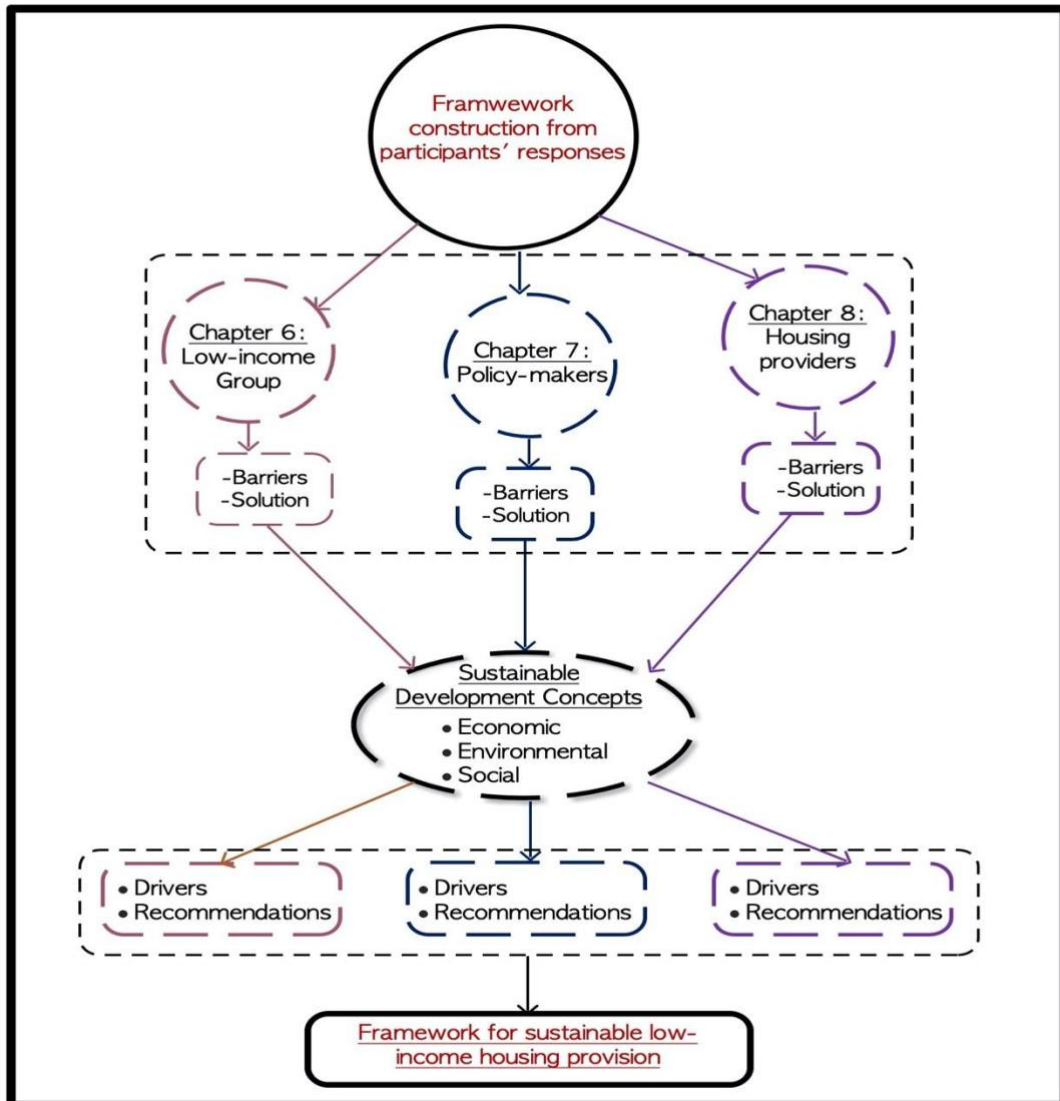 Framwework
construction from
participants' responses
Chapter 6:
Low-income
Group
Chapter 7:
Policy-makers
Chapter 8:
Housing
providers
-Barriers
-Solution
-Barriers
-Solution
-Barriers
-Solution
Sustainable
Development Concepts
• Economic
• Environmental
• Social
• Drivers
• Recommendations
• Drivers
• Recommendations
• Drivers
• Recommendations
Framework for sustainable low-
income housing provision